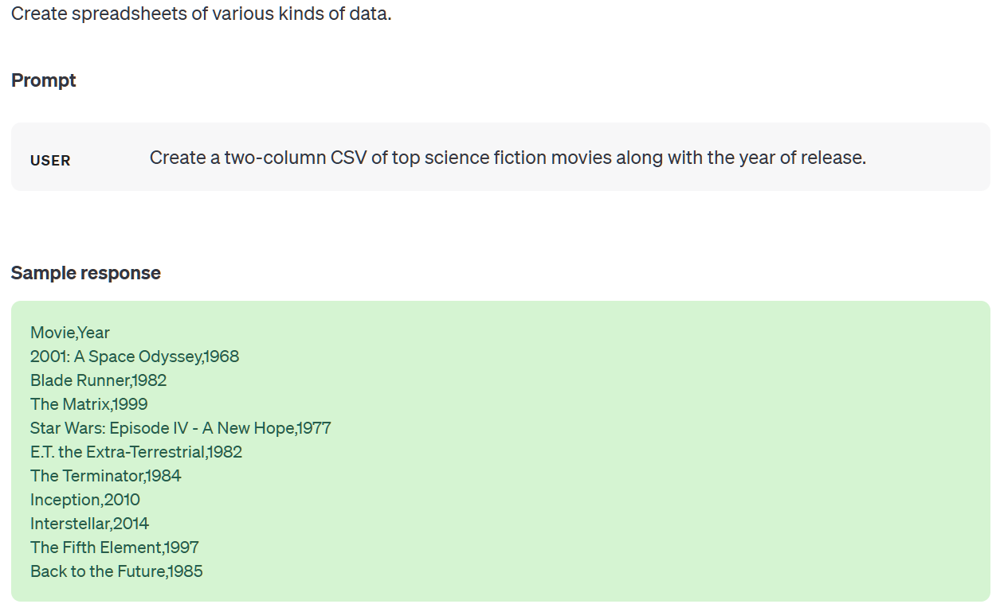 Create spreadsheets of various kinds of data.
Prompt
USER Create a two-column CSV of top science fiction movies along with the year of release.
Sample response
Movie,Year
2001: A Space Odyssey,1968
Blade Runner,1982
The Matrix,1999
Star Wars: Episode IV - A New Hope,1977
E.T. the Extra-Terrestrial,1982
The Terminator,1984
Inception,2010
Interstellar,2014
The Fifth Element,1997
Back to the Future,1985